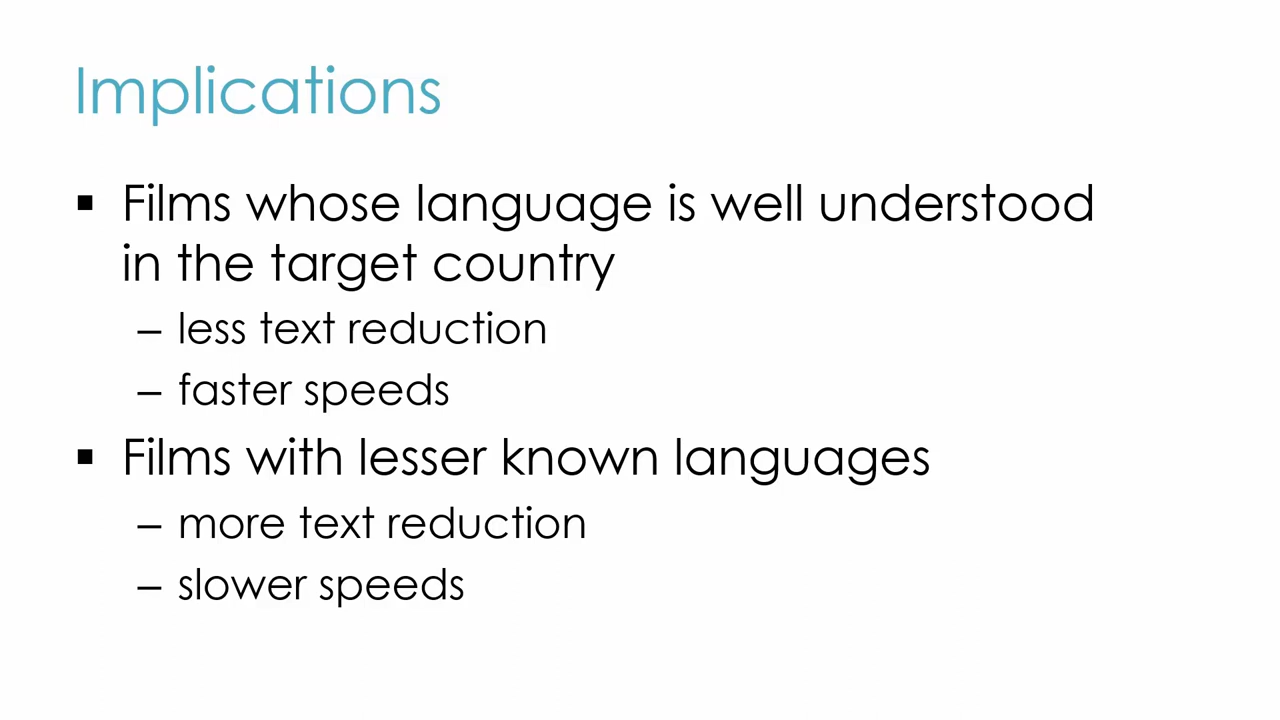 Implications
▪ Films whose language is well understood
in the target country
– less text reduction
– faster speeds
▪ Films with lesser known languages
– more text reduction
– slower speeds